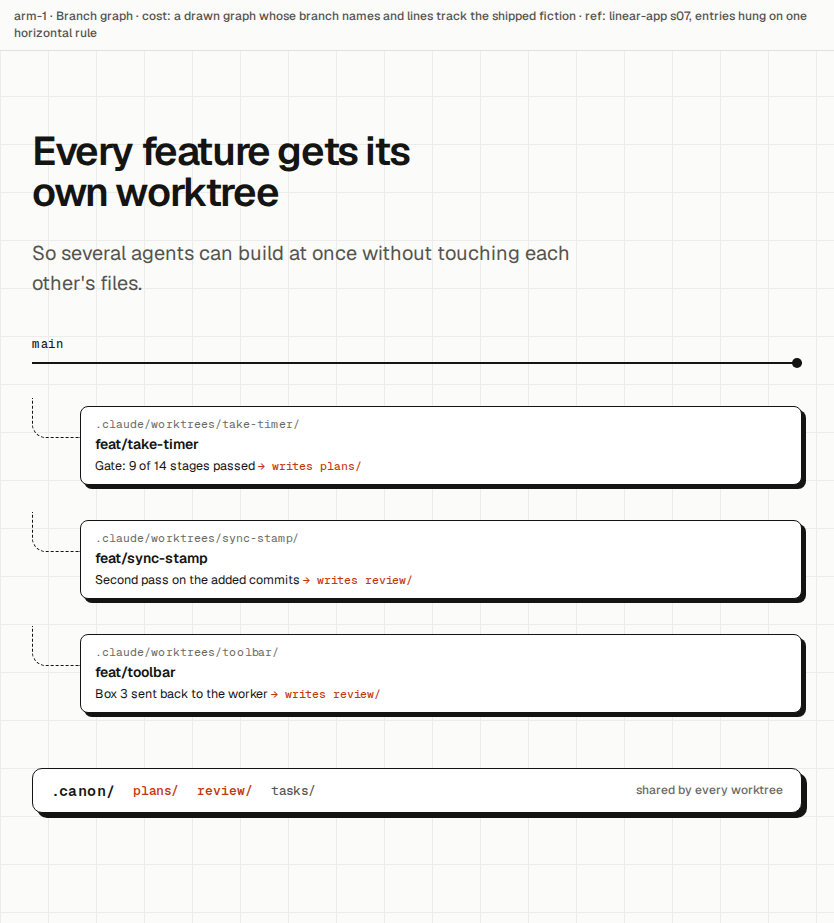 arm-1 · Branch graph · cost: a drawn graph whose branch names and lines track the shipped fiction · ref: linear-app s07, entries hung on one
horizontal rule
Every feature gets its
own worktree
So several agents can build at once without touching each
other's files.
main
.claude/worktrees/take-timer/
feat/take-timer
Gate: 9 of 14 stages passed → writes plans/
.claude/worktrees/sync-stamp/
feat/sync-stamp
Second pass on the added commits → writes review/
.claude/worktrees/toolbar/
feat/toolbar
Box 3 sent back to the worker → writes review/
.canon/ plans/ review/ tasks/ shared by every worktree